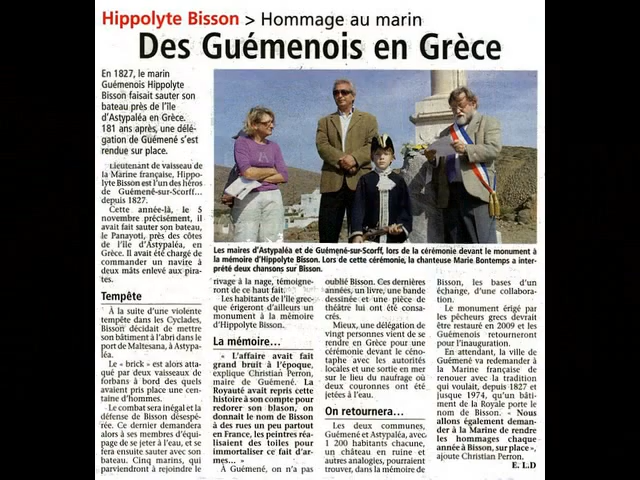 Hippolyte Bisson > Hommage au marin
Des Guémenois en Grèce
En 1827, le marin
Guémenois Hippolyte
Bisson faisait sauter son
bateau près de l'île
d'Astypaléa en Grèce.
181 ans après, une délé-
gation de Guémené s'est
rendue sur place.
Lieutenant de vaisseau de
la Marine française, Hippo-
lyte Bisson est l'un des héros
de Guémené-sur-Scorff...
depuis 1827.
Cette année-là, le 5
novembre précisément, il
avait fait sauter son bateau,
le Panayoti, près des côtes
de l'île d'Astypaléa, en
Grèce. Il avait été chargé de
commander un navire à
deux mâts enlevé aux pira-
tes.
Tempête
À la suite d'une violente
tempête dans les Cyclades,
Bisson décidait de mettre
son bâtiment à l'abri dans le
port de Maltesana, à Astypa-
léa.
Le « brick » est alors atta-
qué par deux vaisseaux de
forbans à bord des quels
avaient pris place une cen-
taine d'hommes.
Le combat sera inégal et la
défense de Bisson désespé-
rée. Ce dernier demandera
alors à ses membres d'équipa-
ge de se jeter à l'eau, et se
fera ensuite sauter avec son
bateau. Cinq marins, qui
parviendront à rejoindre le
Les maires d'Astypaléa et de Guémené-sur-Scorff, lors de la cérémonie devant le monument à
la mémoire d'Hippolyte Bisson. Lors de cette cérémonie, la chanteuse Marie Bontemps a inter-
prété deux chansons sur Bisson.
rivage à la nage, témoigne-
ront de ce haut fait.
Les habitants de l'île grec-
que érigeront d'ailleurs un
monument à la mémoire
d'Hippolyte Bisson.
La mémoire...
« L'affaire avait fait
grand bruit à l'époque,
explique Christian Perron,
maire de Guémené. La
Royauté avait repris cette
histoire à son compte pour
redorer son blason, on
donnait le nom de Bisson
à des rues un peu partout
en France, les peintres réali-
saient des toiles pour
immortaliser ce fait d'ar-
mes... »
À Guémené, on n'a pas
oublié Bisson. Ces dernières
années, un livre, une bande
dessinée et une pièce de
théâtre lui ont été
consacrés.
Mieux, une délégation de
vingt personnes vient de se
rendre en Grèce pour une
cérémonie devant le céno-
taphe avec les autorités
locales et une sortie en mer
sur le lieu du naufrage où
deux couronnes ont été
jetées à l'eau.
On retournera...
Les deux communes,
Guémené et Astypaléa, avec
1 200 habitants chacune,
un château en ruine et
autres analogies, pourraient
trouver, dans la mémoire de
Bisson, les bases d'un
échange, d'une collabora-
tion.
Le monument érigé par
les pêcheurs grecs devrait
être restauré en 2009 et les
Guémenois retourneront
pour l'inauguration.
En attendant, la ville de
Guémené va redemander à
la Marine française de
renouer avec la tradition
qui voulait, depuis 1827 et
jusqu'en 1974, qu'un bâti-
ment de la Royale porte le
nom de Bisson. « Nous
allons également deman-
der à la Marine de rendre
les hommages chaque
année à Bisson, sur place »,
ajoute Christian Perron.
E. L.D